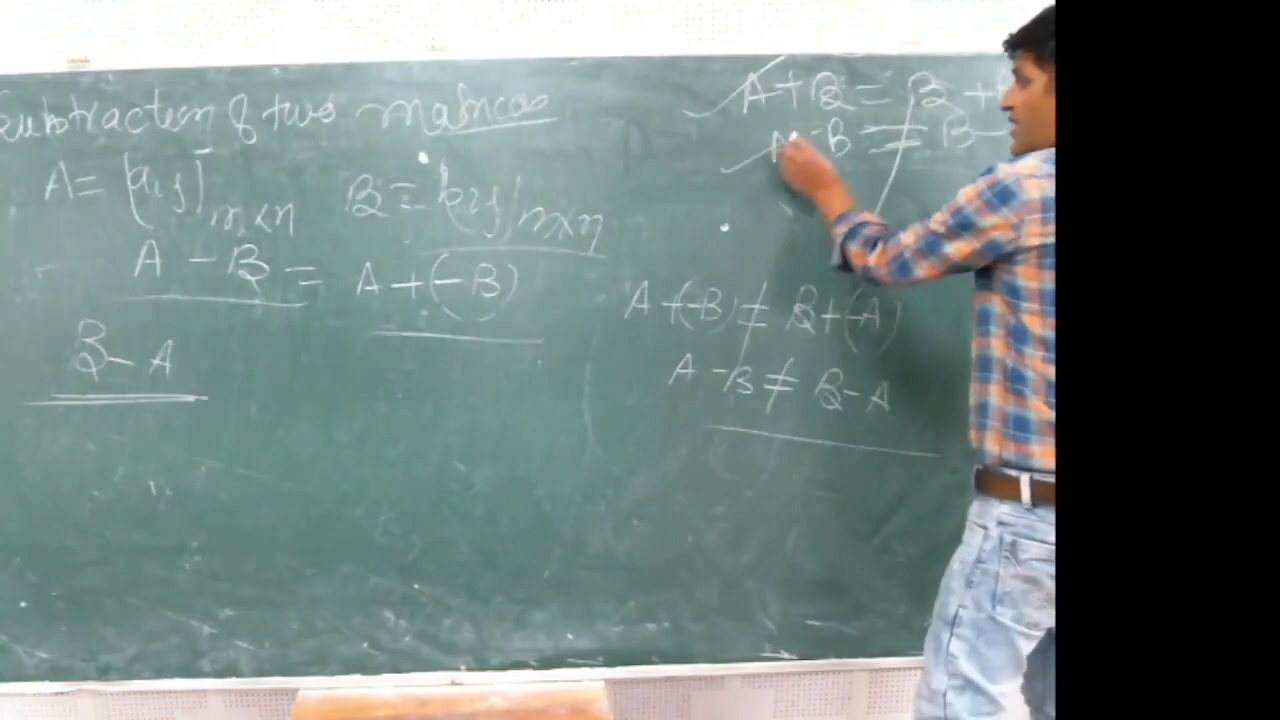 Subtraction of two matrices
A = [aij]m×n B = [bij]m×n
A - B = A + (-B)
B - A
A + B = B +
A - B ≠ B -
A + (-B) ≠ B + (-A)
A - B ≠ B - A